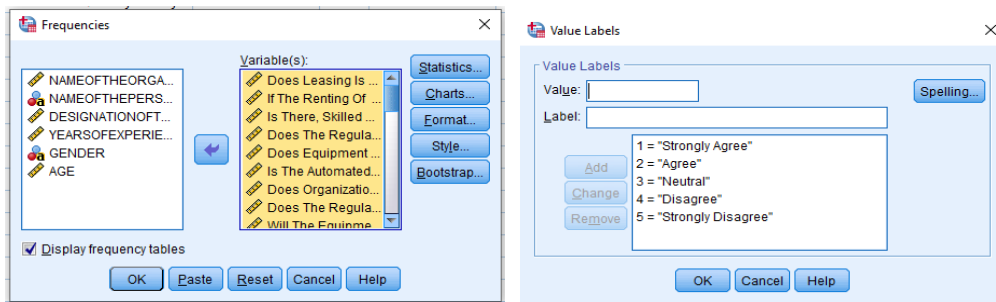 Frequencies
Variable(s):
NAMEOFTHEORGA...
NAMEOFTHEPERS...
DESIGNATIONOFT...
YEARSOFEXPERIE...
GENDER
AGE
Does Leasing Is ...
If The Renting Of ...
Is There, Skilled ...
Does The Regula...
Does Equipment ...
Is The Automated...
Does Organizatio...
Does The Regula...
Will The Equipme...
Statistics...
Charts...
Format...
Style...
Bootstrap...
Display frequency tables
OK Paste Reset Cancel Help
Value Labels
Value Labels
Value:
Spelling...
Label:
Add
Change
Remove
1 = "Strongly Agree"
2 = "Agree"
3 = "Neutral"
4 = "Disagree"
5 = "Strongly Disagree"
OK Cancel Help